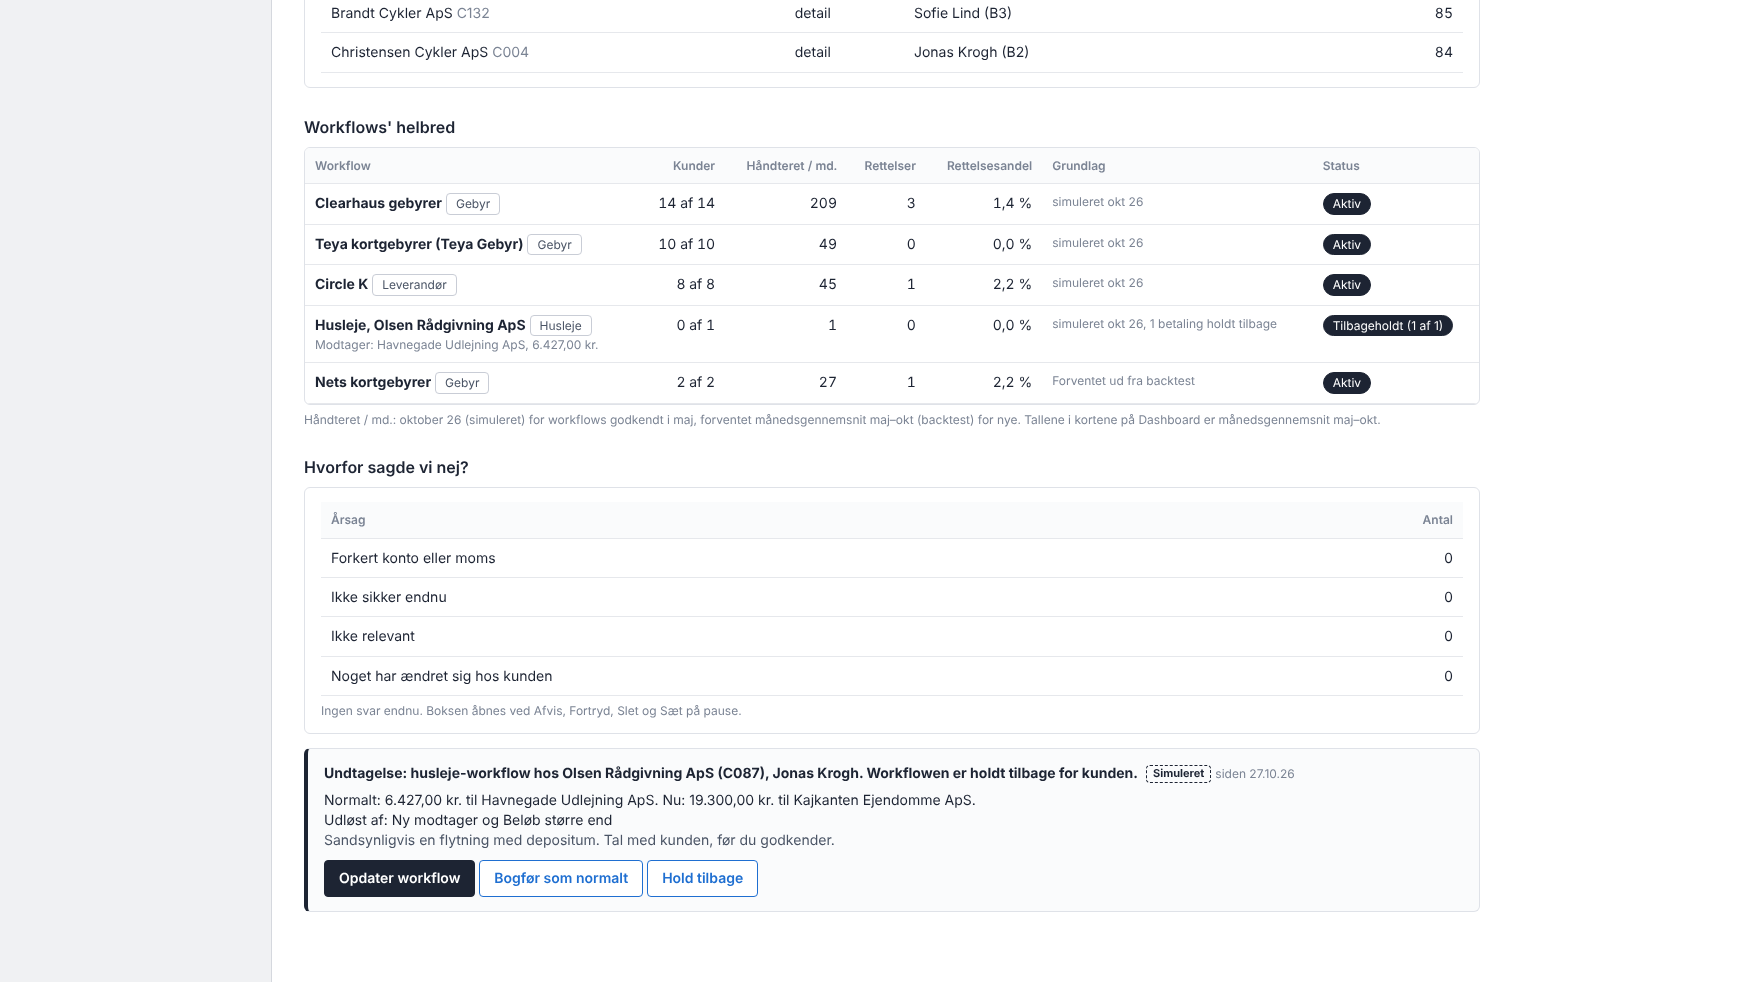 Brandt Cykler ApS C132 detail Sofie Lind (B3) 85
Christensen Cykler ApS C004 detail Jonas Krogh (B2) 84
Workflows' helbred
Workflow Kunder Håndteret / md. Rettelser Rettelsesandel Grundlag Status
Clearhaus gebyrer Gebyr 14 af 14 209 3 1,4 % simuleret okt 26 Aktiv
Teya kortgebyrer (Teya Gebyr) Gebyr 10 af 10 49 0 0,0 % simuleret okt 26 Aktiv
Circle K Leverandør 8 af 8 45 1 2,2 % simuleret okt 26 Aktiv
Husleje, Olsen Rådgivning ApS Husleje 0 af 1 1 0 0,0 % simuleret okt 26, 1 betaling holdt tilbage Tilbageholdt (1 af 1)
Modtager: Havnegade Udlejning ApS, 6.427,00 kr.
Nets kortgebyrer Gebyr 2 af 2 27 1 2,2 % Forventet ud fra backtest Aktiv
Håndteret / md.: oktober 26 (simuleret) for workflows godkendt i maj, forventet månedsgennemsnit maj–okt (backtest) for nye. Tallene i kortene på Dashboard er månedsgennemsnit maj–okt.
Hvorfor sagde vi nej?
Årsag Antal
Forkert konto eller moms 0
Ikke sikker endnu 0
Ikke relevant 0
Noget har ændret sig hos kunden 0
Ingen svar endnu. Boksen åbnes ved Afvis, Fortryd, Slet og Sæt på pause.
Undtagelse: husleje-workflow hos Olsen Rådgivning ApS (C087), Jonas Krogh. Workflowen er holdt tilbage for kunden. Simuleret siden 27.10.26
Normalt: 6.427,00 kr. til Havnegade Udlejning ApS. Nu: 19.300,00 kr. til Kajkanten Ejendomme ApS.
Udløst af: Ny modtager og Beløb større end
Sandsynligvis en flytning med depositum. Tal med kunden, før du godkender.
Opdater workflow Bogfør som normalt Hold tilbage